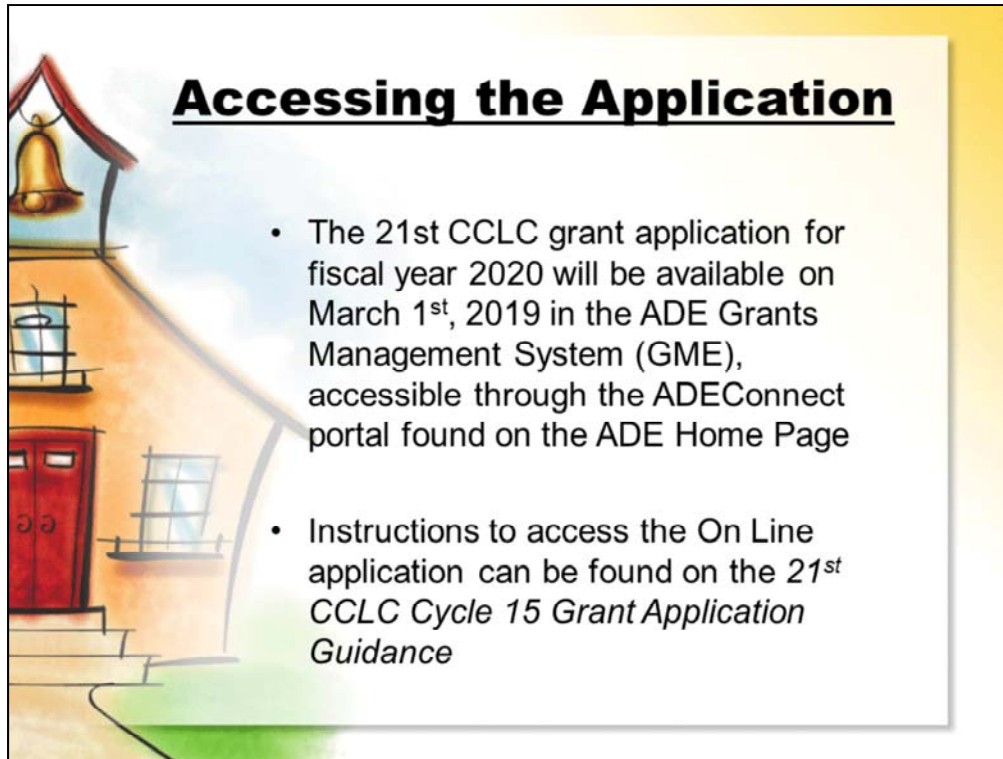 Accessing the Application
• The 21st CCLC grant application for
fiscal year 2020 will be available on
March 1st, 2019 in the ADE Grants
Management System (GME),
accessible through the ADEConnect
portal found on the ADE Home Page
• Instructions to access the On Line
application can be found on the 21st
CCLC Cycle 15 Grant Application
Guidance